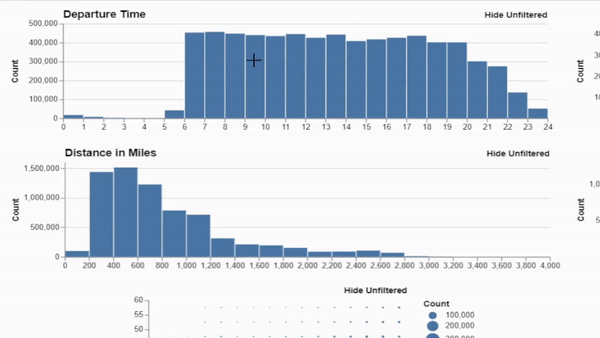 Departure Time
Hide Unfiltered
500,000
400,000
300,000
200,000
100,000
0
Count
0 1 2 3 4 5 6 7 8 9 10 11 12 13 14 15 16 17 18 19 20 21 22 23 24
Distance in Miles
Hide Unfiltered
1,500,000
1,000,000
500,000
0
Count
0 200 400 600 800 1,000 1,200 1,400 1,600 1,800 2,000 2,200 2,400 2,600 2,800 3,000 3,200 3,400 3,600 3,800 4,000
Count
Count
Hide Unfiltered
60
55
50
Count
100,000
200,000